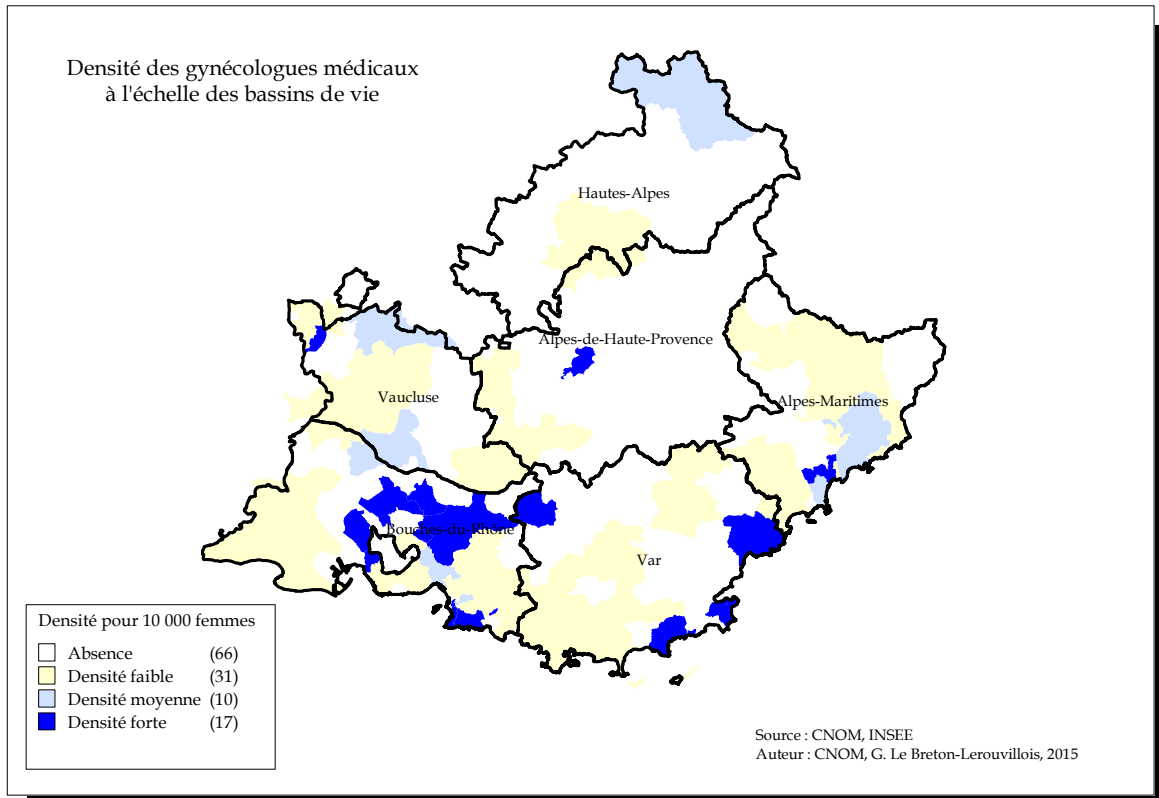 Densité des gynécologues médicaux
à l'échelle des bassins de vie
Hautes-Alpes
Alpes-de-Haute-Provence
Vaucluse
Alpes-Maritimes
Bouches-du-Rhône
Var
Densité pour 10 000 femmes
Absence (66)
Densité faible (31)
Densité moyenne (10)
Densité forte (17)
Source : CNOM, INSEE
Auteur : CNOM, G. Le Breton-Lerouvillois, 2015